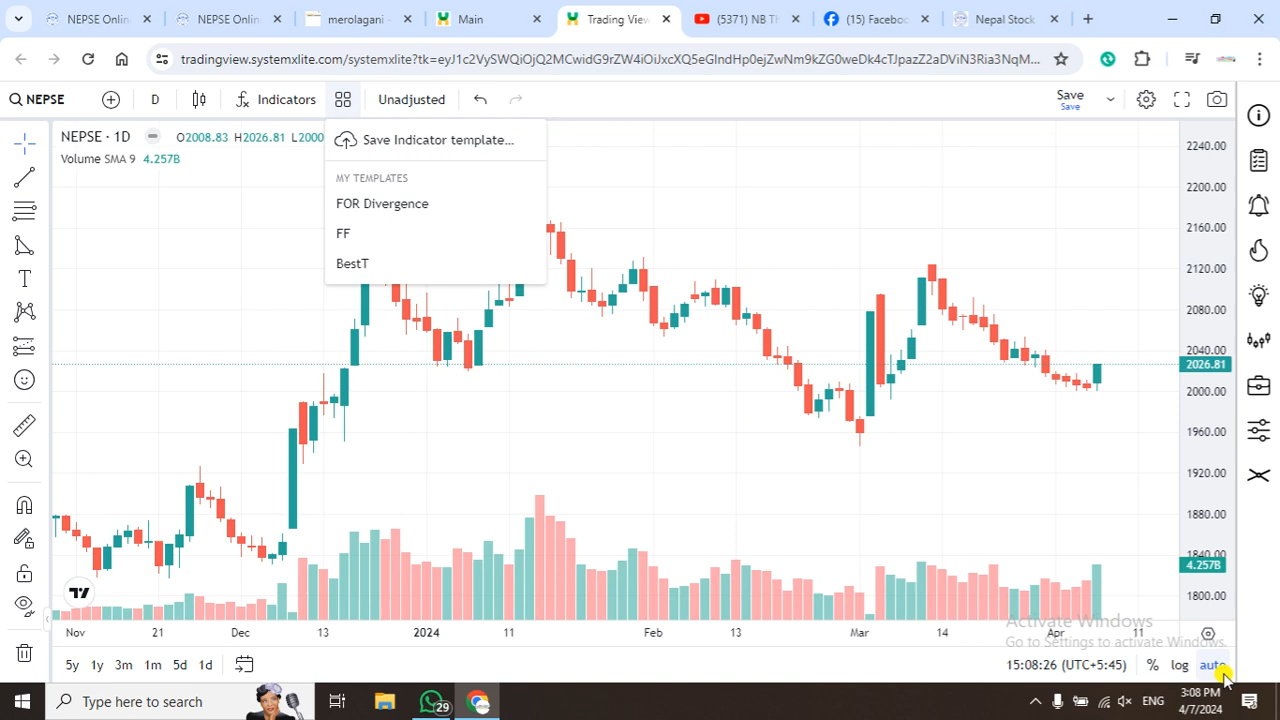 NEPSE Onlin
NEPSE Onlin
merolagani -
Main
Trading View
(5371) NB Th
(15) Faceboo
Nepal Stock
tradingview.systemxlite.com/systemxlite?tk=eyJ1c2VySWQiOjQ2MCwidG9rZW4iOiJxcXQ5eGlndHp0ejZwNm9kZG0weDk4cTJpazZ2aDViN3Ria3NqM...
NEPSE
D
Indicators
Unadjusted
Save
Save
NEPSE · 1D
O2008.83 H2026.81 L2000
Volume SMA 9 4.257B
Save Indicator template...
MY TEMPLATES
FOR Divergence
FF
BestT
2240.00
2200.00
2160.00
2120.00
2080.00
2040.00
2026.81
2000.00
1960.00
1920.00
1880.00
1840.00
4.257B
1800.00
Nov
21
Dec
13
2024
11
Feb
13
Mar
14
Apr
11
Activate Windows
Go to Settings to activate Windows.
5y 1y 3m 1m 5d 1d
15:08:26 (UTC+5:45)
% log auto
Type here to search
29
ENG
3:08 PM
4/7/2024